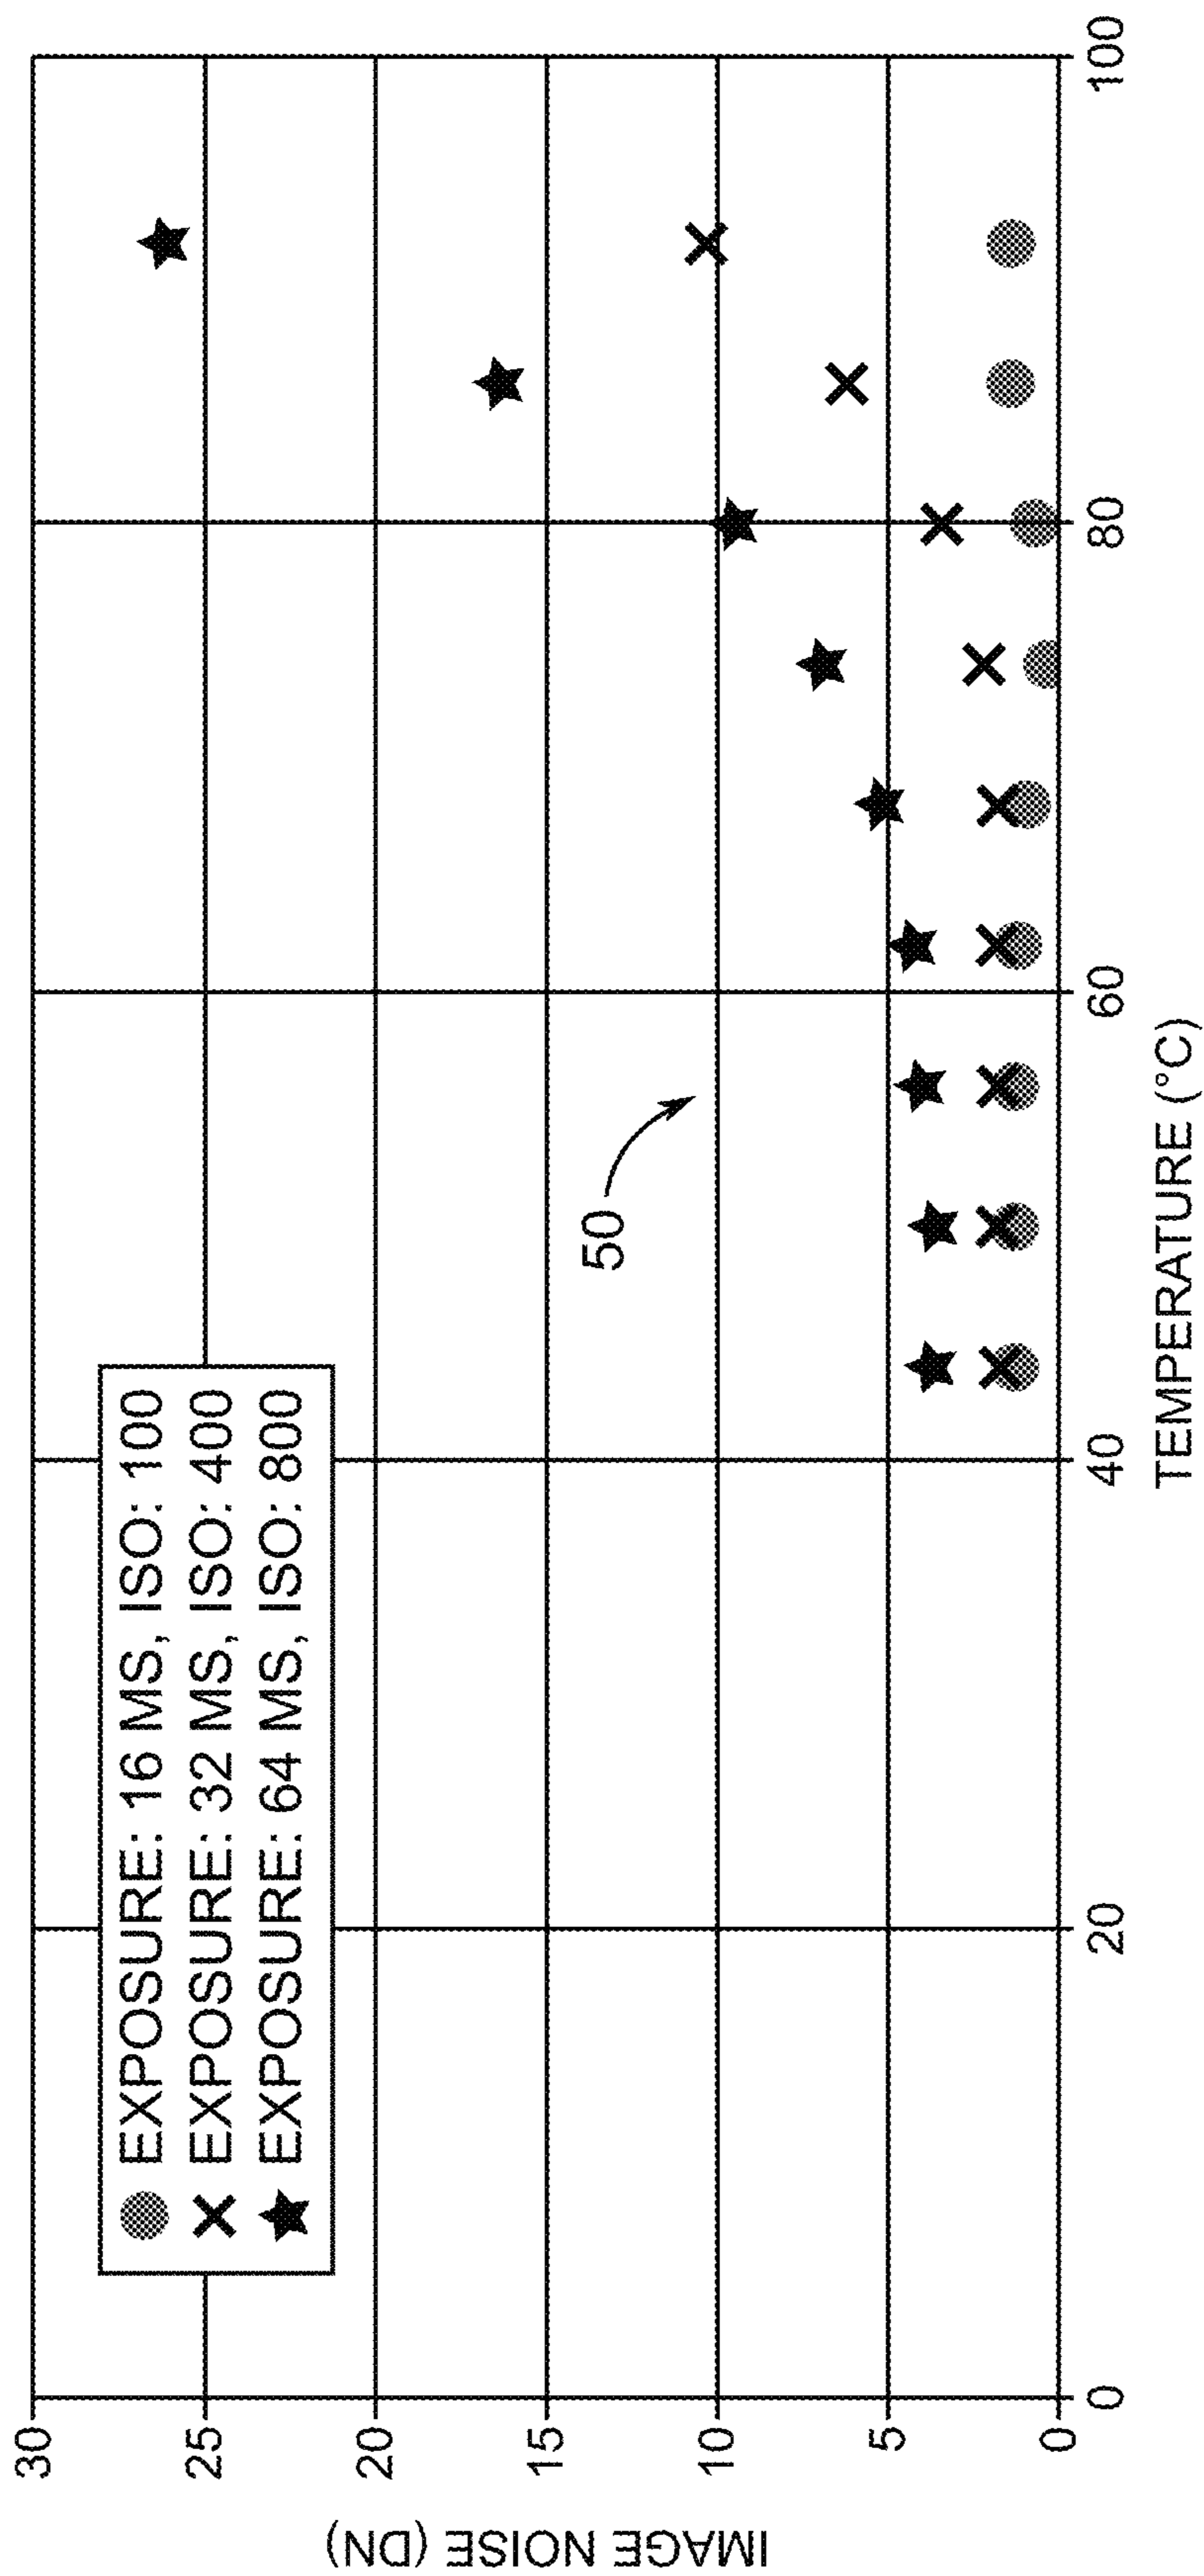 EXPOSURE: 16 MS, ISO: 100
EXPOSURE: 32 MS, ISO: 400
EXPOSURE: 64 MS, ISO: 800
50
IMAGE NOISE (DN)
30
25
20
15
10
5
0
0
20
40
60
80
100
TEMPERATURE (°C)